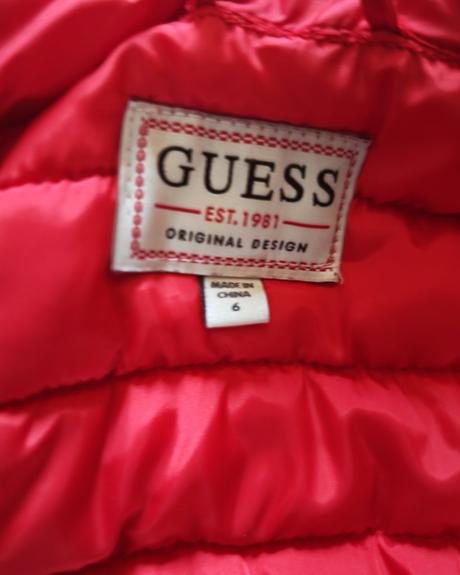 GUESS
EST.1981
ORIGINAL DESIGN
MADE IN
CHINA
6